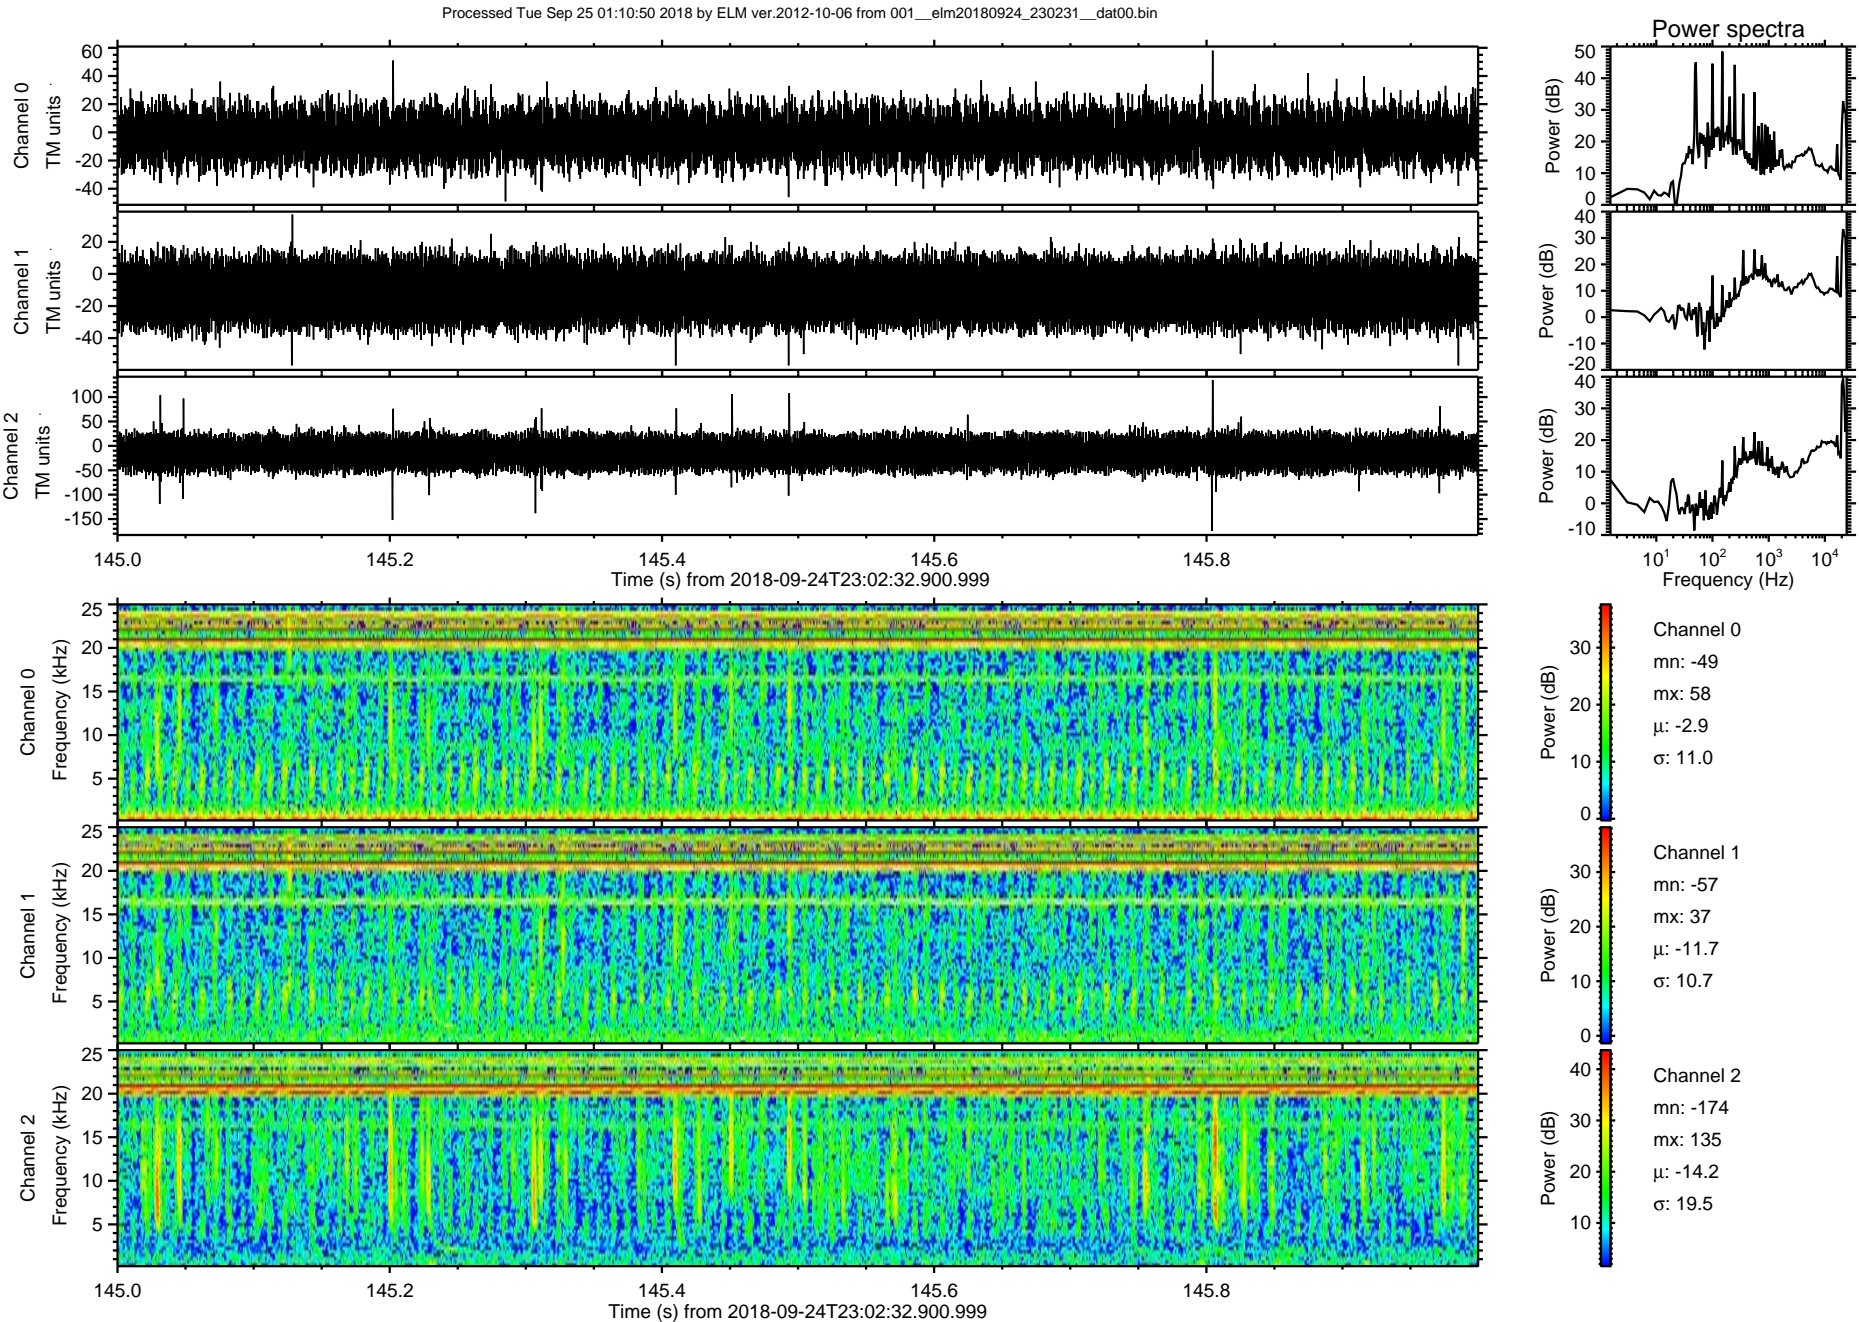 Processed Tue Sep 25 01:10:50 2018 by ELM ver.2012-10-06 from 001__elm20180924_230231__dat00.bin
Power spectra
Channel 0
TM units
60
40
20
0
-20
-40
Power (dB)
50
40
30
20
10
0
Channel 1
TM units
20
0
-20
-40
Power (dB)
40
30
20
10
0
-10
-20
Channel 2
TM units
100
50
0
-50
-100
-150
Power (dB)
40
30
20
10
0
-10
145.0 145.2 145.4 145.6 145.8
Time (s) from 2018-09-24T23:02:32.900.999
10^1 10^2 10^3 10^4
Frequency (Hz)
Channel 0
Frequency (kHz)
25
20
15
10
5
Power (dB)
30
20
10
0
Channel 0
mn: -49
mx: 58
μ: -2.9
σ: 11.0
Channel 1
Frequency (kHz)
25
20
15
10
5
Power (dB)
30
20
10
0
Channel 1
mn: -57
mx: 37
μ: -11.7
σ: 10.7
Channel 2
Frequency (kHz)
25
20
15
10
5
Power (dB)
40
30
20
10
Channel 2
mn: -174
mx: 135
μ: -14.2
σ: 19.5
145.0 145.2 145.4 145.6 145.8
Time (s) from 2018-09-24T23:02:32.900.999